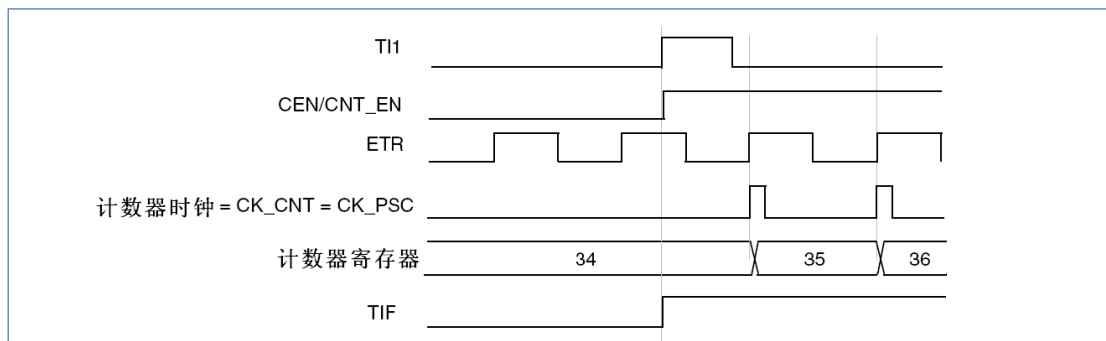 TI1
CEN/CNT_EN
ETR
计数器时钟 = CK_CNT = CK_PSC
计数器寄存器 34 35 36
TIF